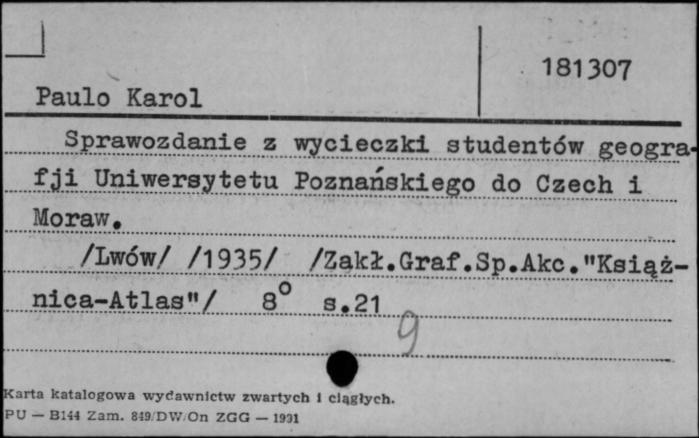 181307
Paulo Karol
Sprawozdanie z wycieczki studentów geogra-
fji Uniwersytetu Poznańskiego do Czech i
Moraw.
/Lwów/ /1935/ /Zakł.Graf.Sp.Akc."Książ-
nica-Atlas"/ 8° s.21
9
Karta katalogowa wydawnictw zwartych i ciągłych.
PU — B144 Zam. 849/DW/On ZGG — 1931